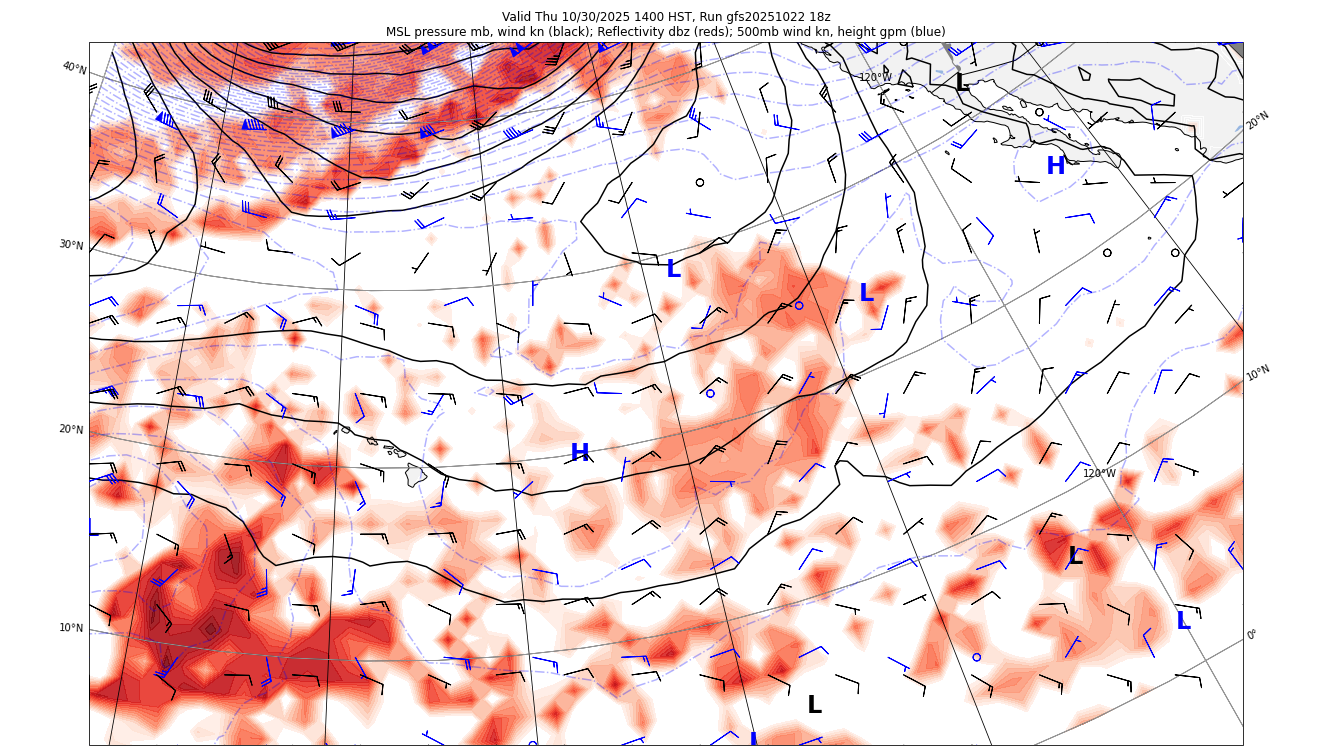 Valid Thu 10/30/2025 1400 HST, Run gfs20251022 18z
MSL pressure mb, wind kn (black); Reflectivity dbz (reds); 500mb wind kn, height gpm (blue)
40°N
120°W
L
20°N
H
30°N
L
L
10°N
20°N
H
120°W
L
10°N
L
0°
L
L